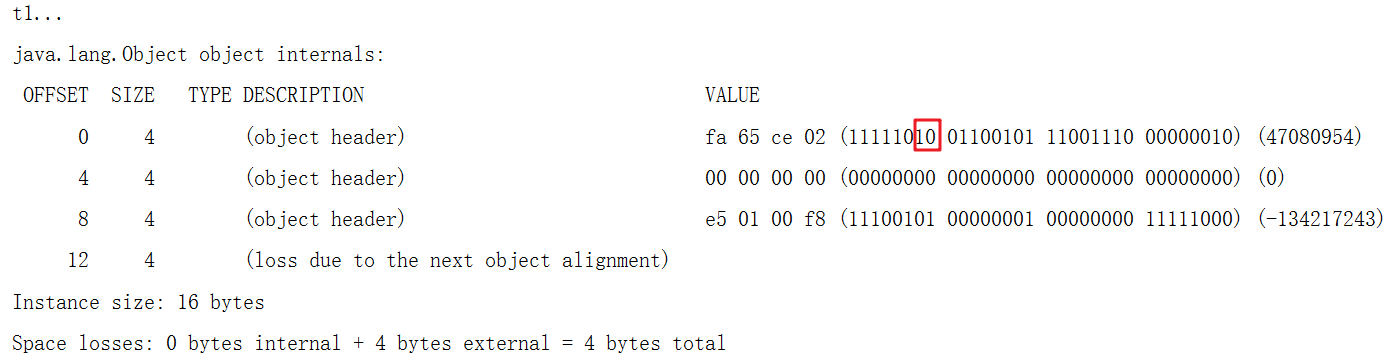 t1...
java.lang.Object object internals:
OFFSET SIZE TYPE DESCRIPTION VALUE
0 4 (object header) fa 65 ce 02 (11111010 01100101 11001110 00000010) (47080954)
4 4 (object header) 00 00 00 00 (00000000 00000000 00000000 00000000) (0)
8 4 (object header) e5 01 00 f8 (11100101 00000001 00000000 11111000) (-134217243)
12 4 (loss due to the next object alignment)
Instance size: 16 bytes
Space losses: 0 bytes internal + 4 bytes external = 4 bytes total